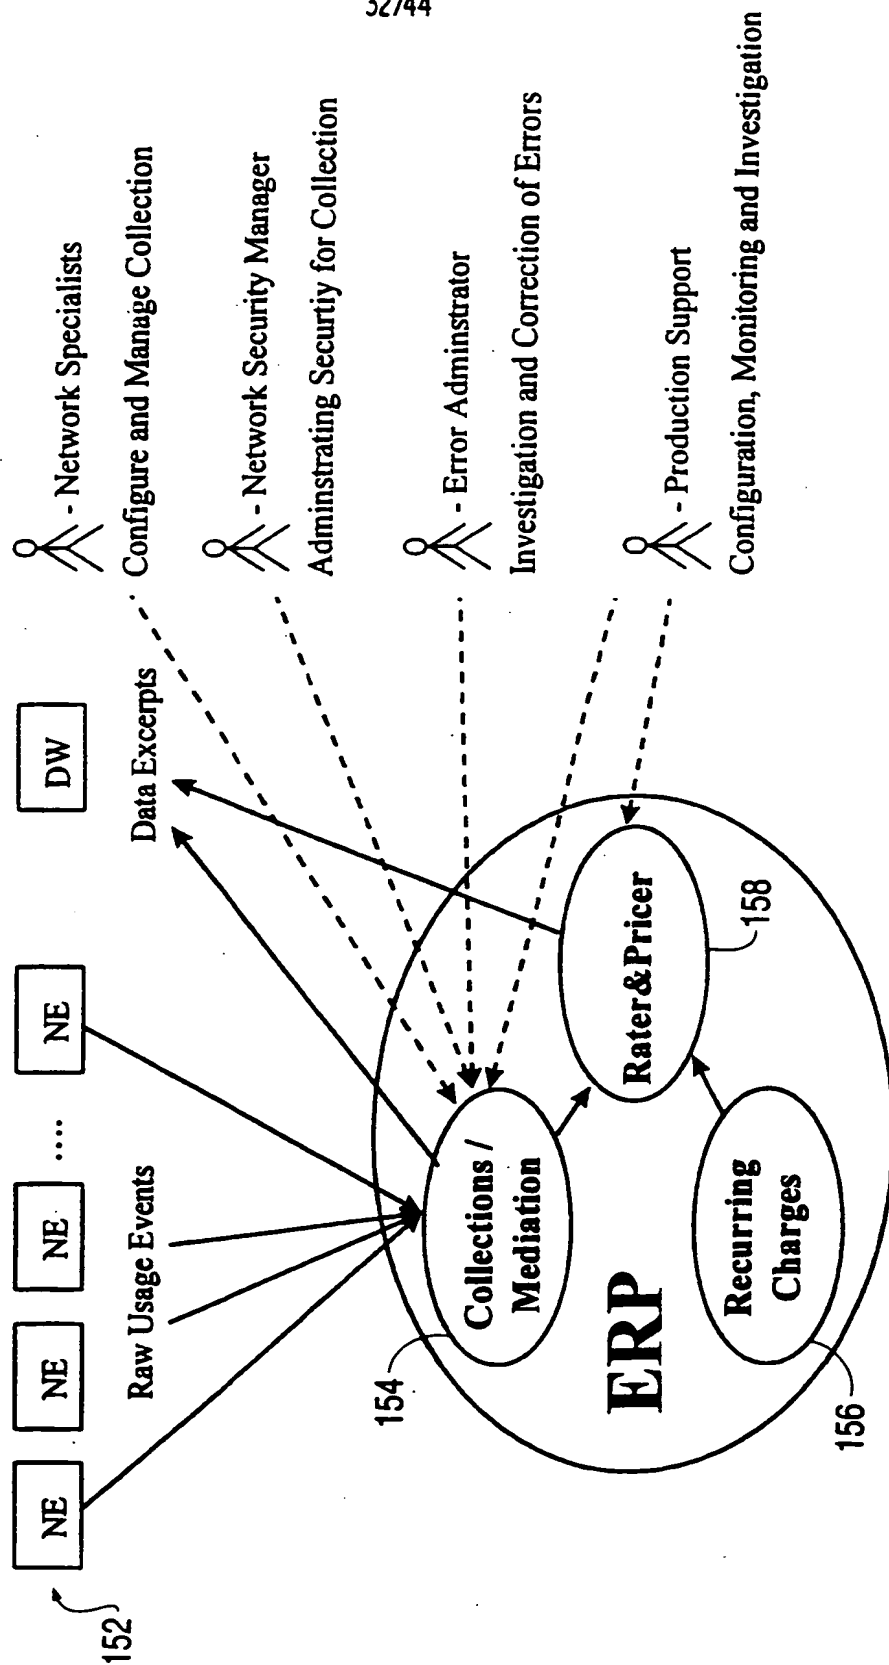 32/44
152
NE
NE
NE
....
NE
DW
Raw Usage Events
Data Excerpts
- Network Specialists
Configure and Manage Collection
- Network Security Manager
Adminstrating Securtiy for Collection
- Error Adminstrator
Investigation and Correction of Errors
- Production Support
Configuration, Monitoring and Investigation
154
Collections /
Mediation
ERP
Rater&Pricer
158
Recurring
Charges
156